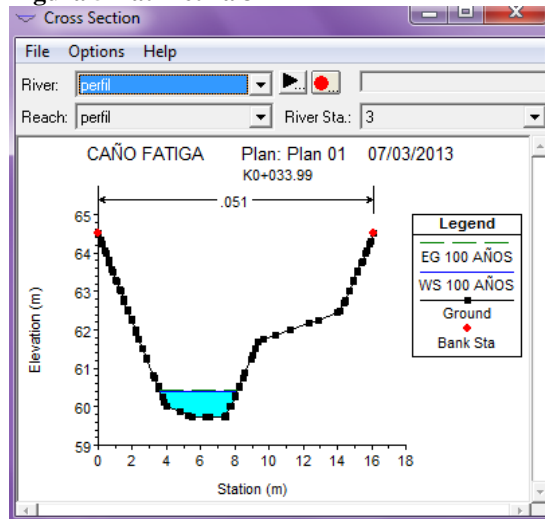 Cross Section
File Options Help
River: perfil
Reach: perfil River Sta.: 3
CAÑO FATIGA Plan: Plan 01 07/03/2013
K0+033.99
.051
65
64
63
62
61
60
59
0 2 4 6 8 10 12 14 16 18
Elevation (m)
Station (m)
Legend
EG 100 AÑOS
WS 100 AÑOS
Ground
Bank Sta